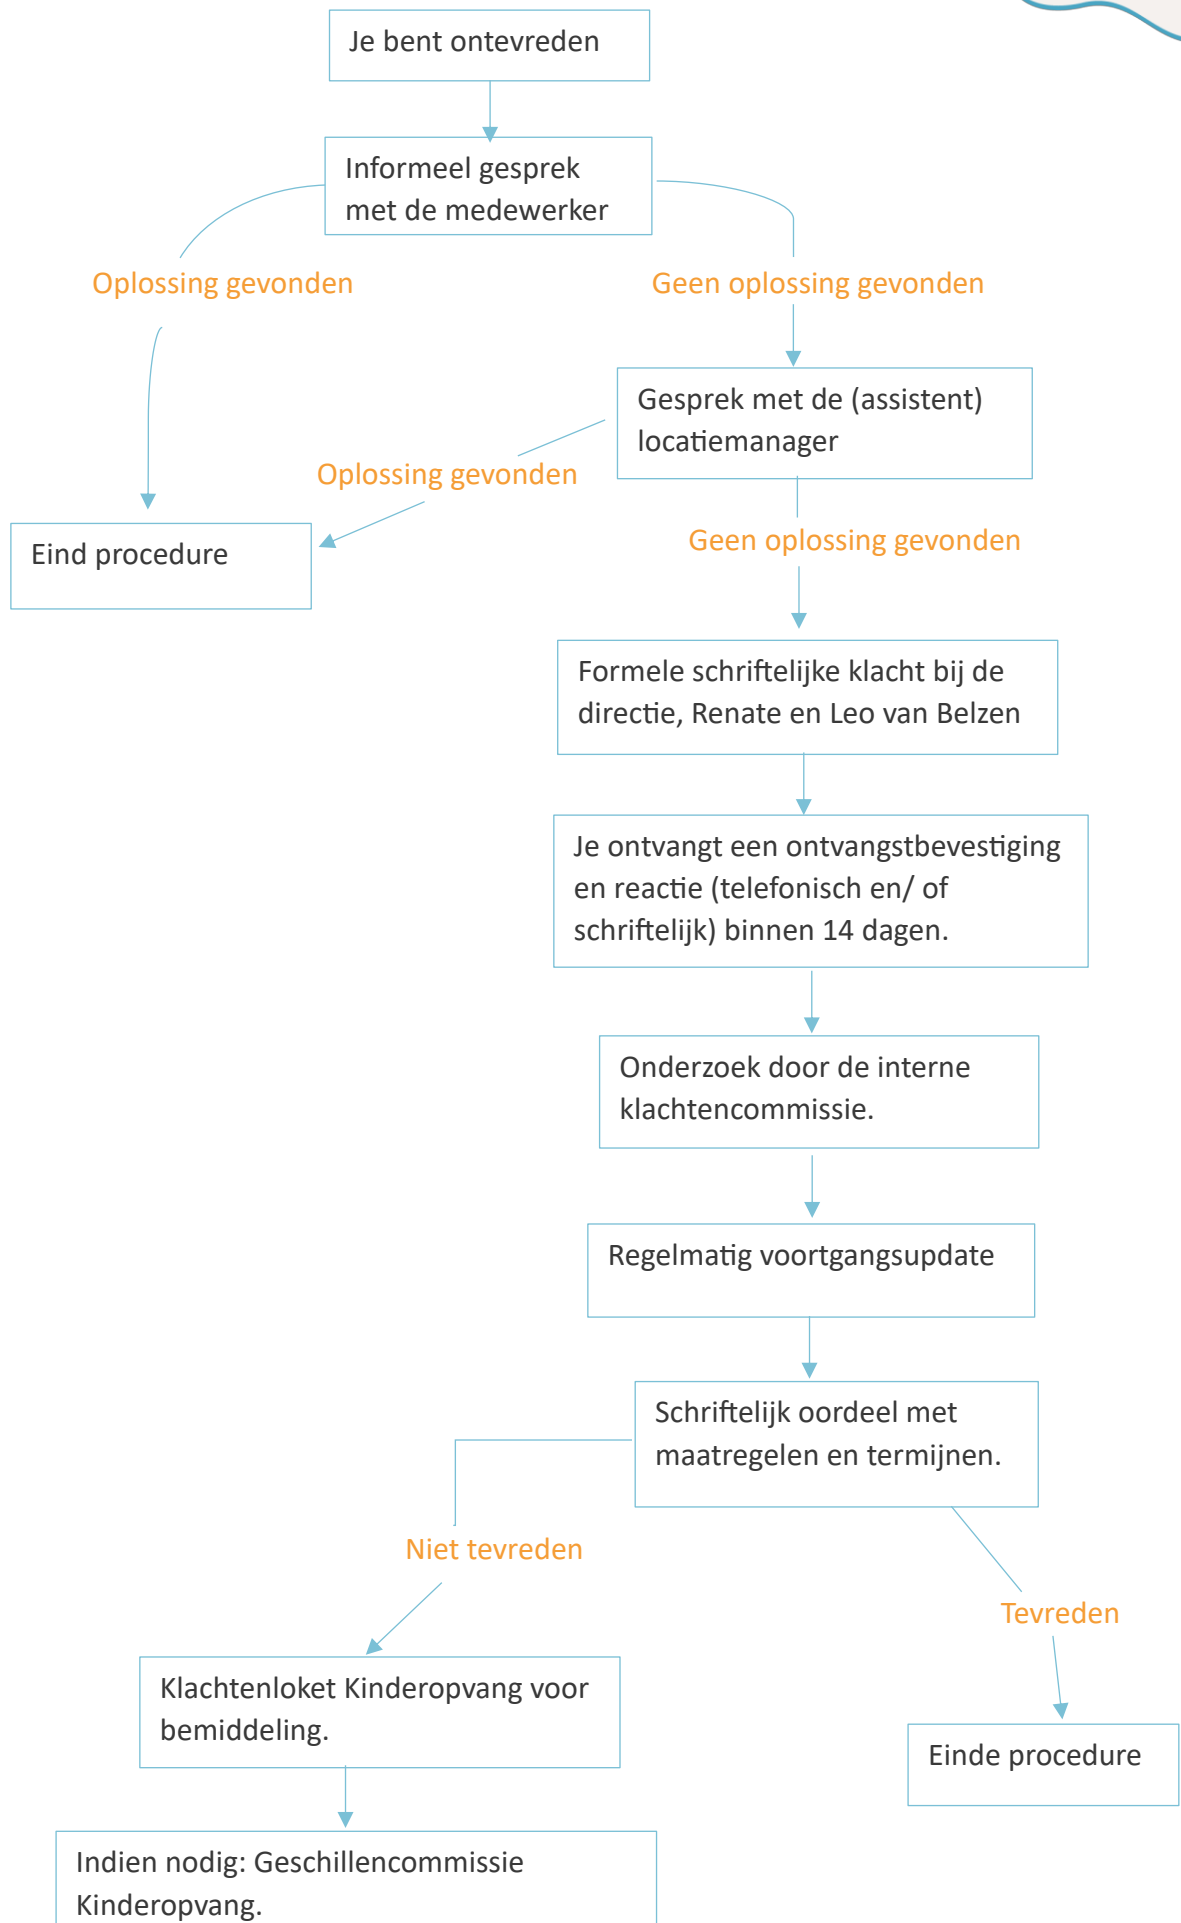 Je bent ontevreden
Informeel gesprek
met de medewerker
Oplossing gevonden
Geen oplossing gevonden
Gesprek met de (assistent)
locatiemanager
Oplossing gevonden
Eind procedure
Geen oplossing gevonden
Formele schriftelijke klacht bij de
directie, Renate en Leo van Belzen
Je ontvangt een ontvangstbevestiging
en reactie (telefonisch en/ of
schriftelijk) binnen 14 dagen.
Onderzoek door de interne
klachtencommissie.
Regelmatig voortgangsupdate
Schriftelijk oordeel met
maatregelen en termijnen.
Niet tevreden
Tevreden
Klachtenloket Kinderopvang voor
bemiddeling.
Einde procedure
Indien nodig: Geschillencommissie
Kinderopvang.